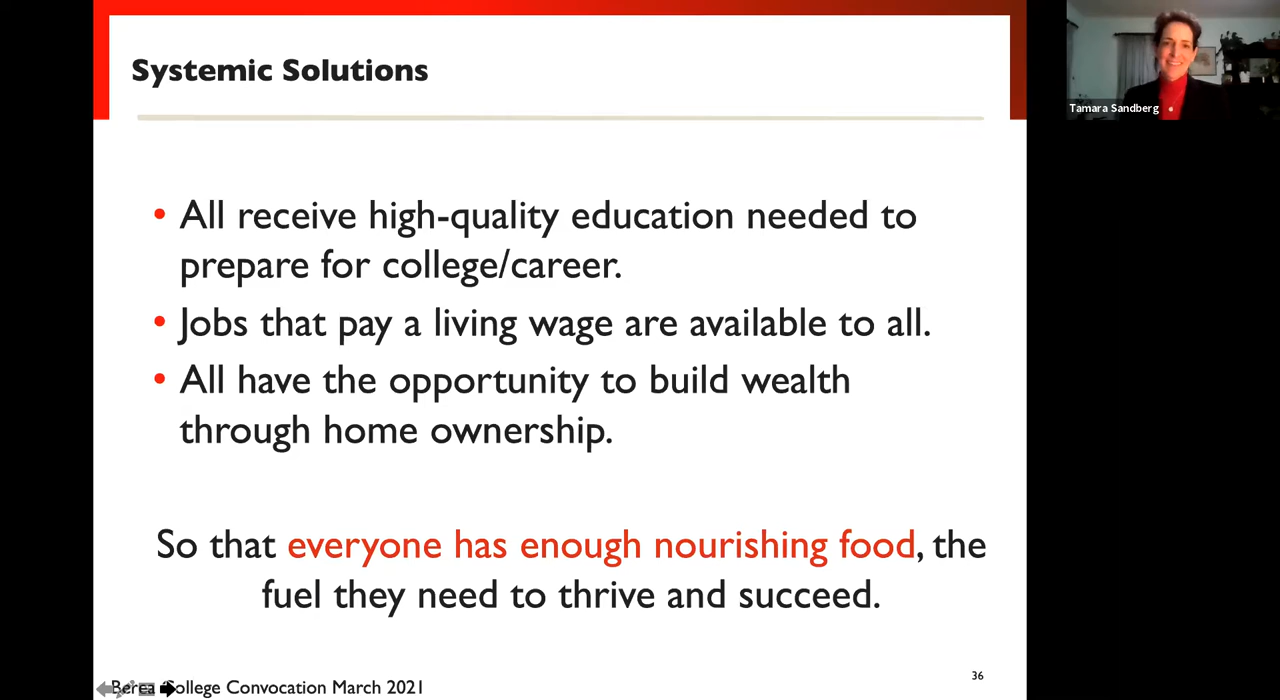 Systemic Solutions
Tamara Sandberg
• All receive high-quality education needed to
prepare for college/career.
• Jobs that pay a living wage are available to all.
• All have the opportunity to build wealth
through home ownership.
So that everyone has enough nourishing food, the
fuel they need to thrive and succeed.
36
Berea College Convocation March 2021